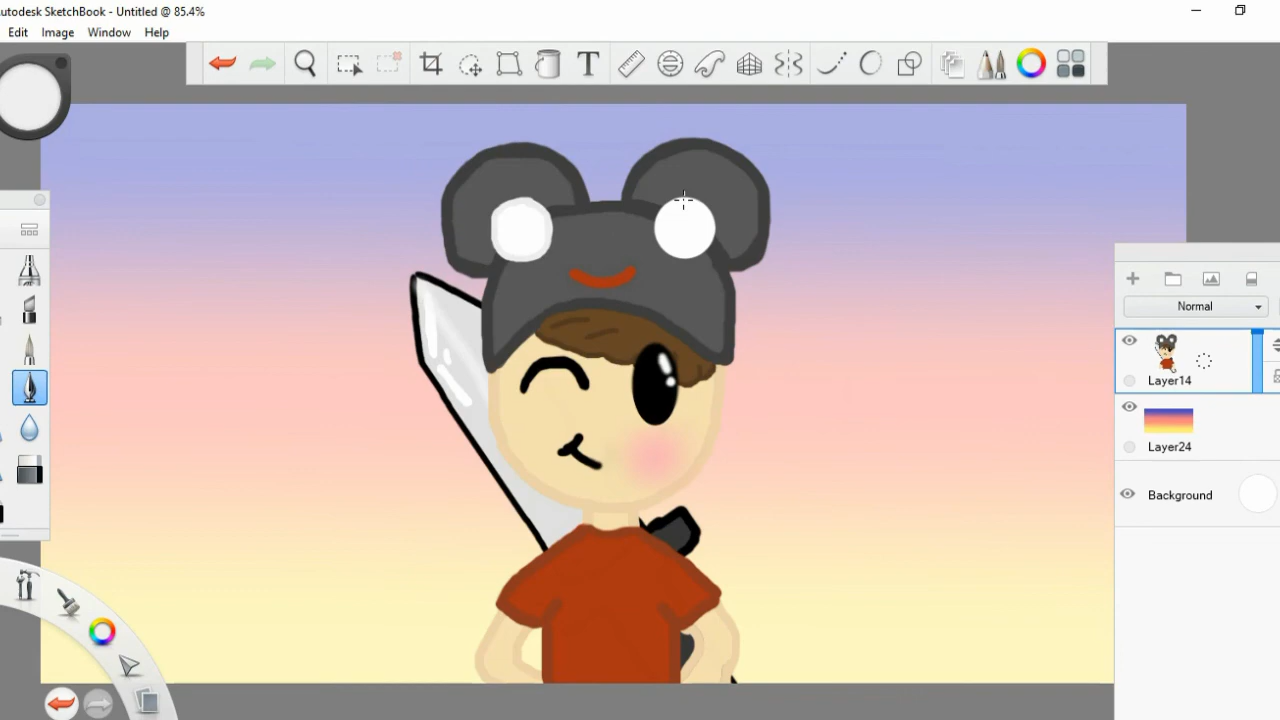 utodesk SketchBook - Untitled @ 85.4%
Edit Image Window Help
T
Normal
Layer14
Layer24
Background